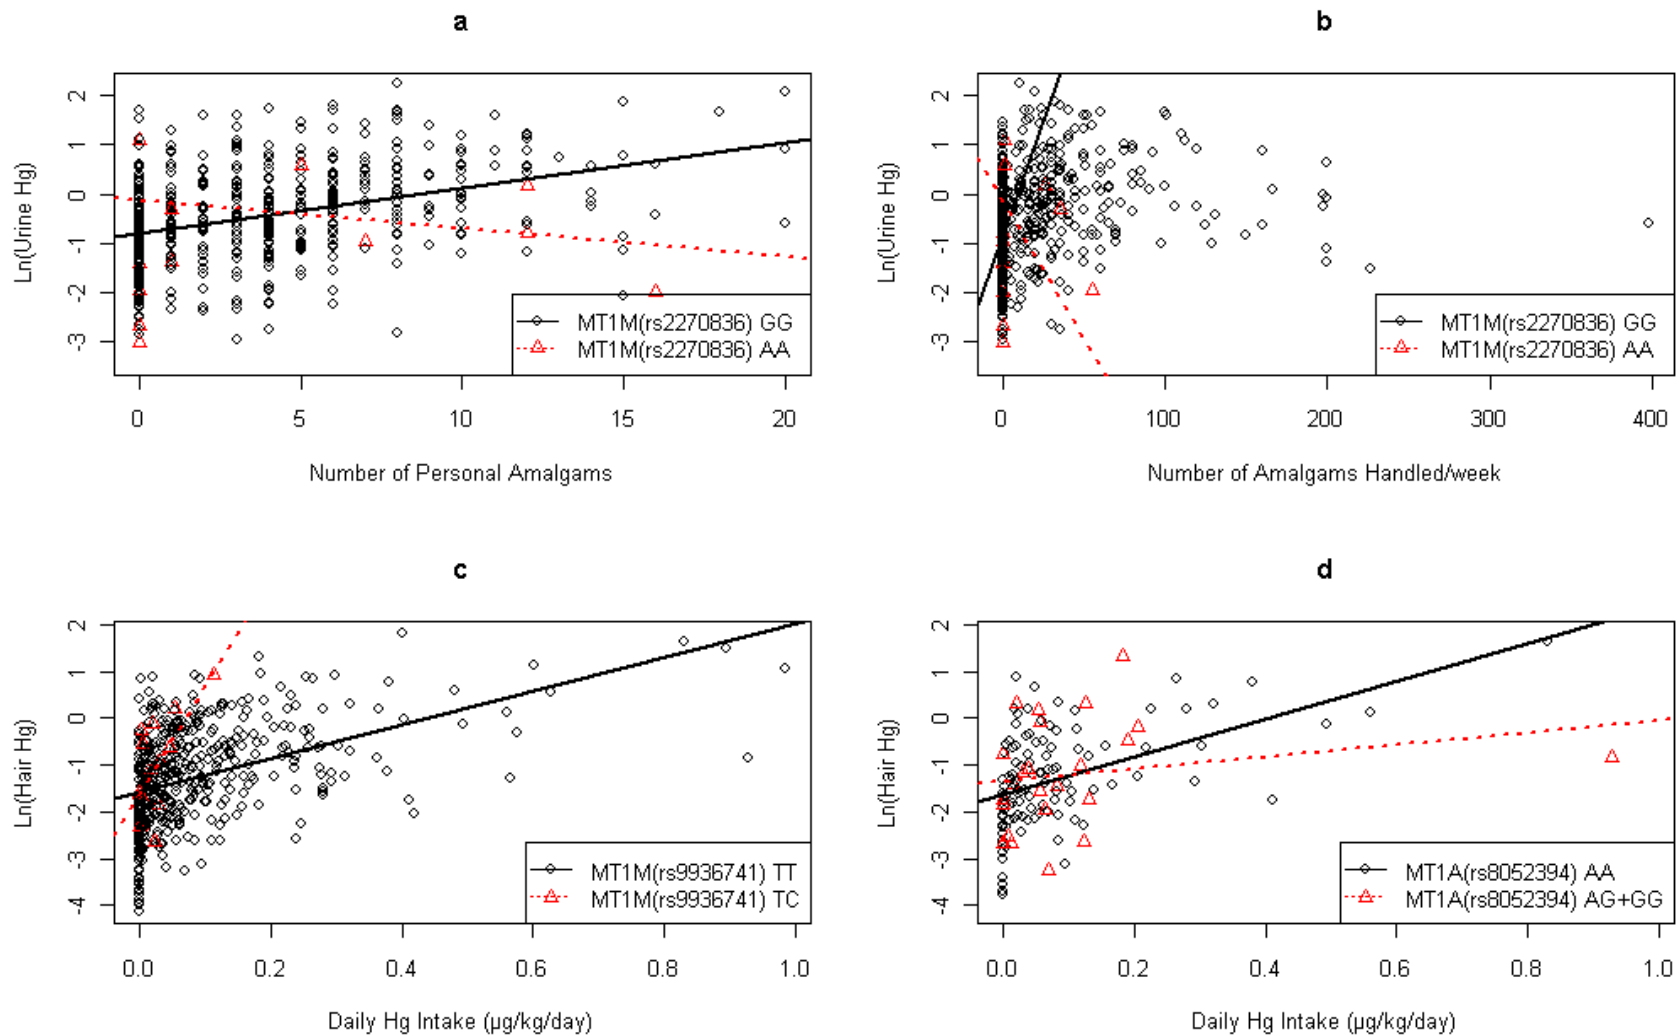 a
Ln(Urine Hg)
2
1
0
-1
-2
-3
MT1M(rs2270836) GG
MT1M(rs2270836) AA
0 5 10 15 20
Number of Personal Amalgams
b
Ln(Urine Hg)
2
1
0
-1
-2
-3
MT1M(rs2270836) GG
MT1M(rs2270836) AA
0 100 200 300 400
Number of Amalgams Handled/week
c
Ln(Hair Hg)
2
1
0
-1
-2
-3
-4
MT1M(rs9936741) TT
MT1M(rs9936741) TC
0.0 0.2 0.4 0.6 0.8 1.0
Daily Hg Intake (µg/kg/day)
d
Ln(Hair Hg)
2
1
0
-1
-2
-3
-4
MT1A(rs8052394) AA
MT1A(rs8052394) AG+GG
0.0 0.2 0.4 0.6 0.8 1.0
Daily Hg Intake (µg/kg/day)